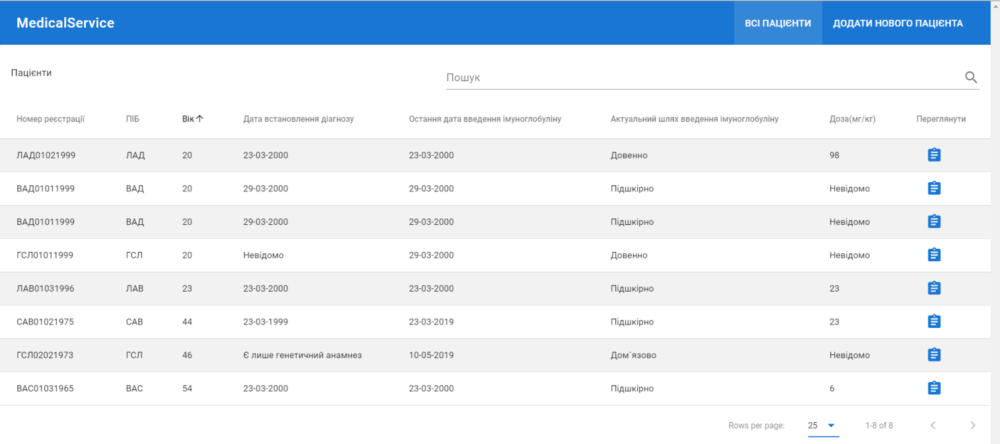 MedicalService ВСІ ПАЦІЄНТИ ДОДАТИ НОВОГО ПАЦІЄНТА
Пацієнти
Пошук
Номер реєстрації ПІБ Вік Дата встановлення діагнозу Остання дата введення імуноглобуліну Актуальний шлях введення імуноглобуліну Доза(мг/кг) Переглянути
ЛАД01021999 ЛАД 20 23-03-2000 23-03-2000 Довенно 98
ВАД01011999 ВАД 20 29-03-2000 29-03-2000 Підшкірно Невідомо
ВАД01011999 ВАД 20 29-03-2000 29-03-2000 Підшкірно Невідомо
ГСЛ01011999 ГСЛ 20 Невідомо 29-03-2000 Довенно Невідомо
ЛАВ01031996 ЛАВ 23 23-03-2000 23-03-2000 Підшкірно 23
САВ01021975 САВ 44 23-03-1999 23-03-2019 Підшкірно 23
ГСЛ02021973 ГСЛ 46 Є лише генетичний анамнез 10-05-2019 Дом`язово Невідомо
ВАС01031965 ВАС 54 23-03-2000 23-03-2000 Підшкірно 6
Rows per page: 25 1-8 of 8